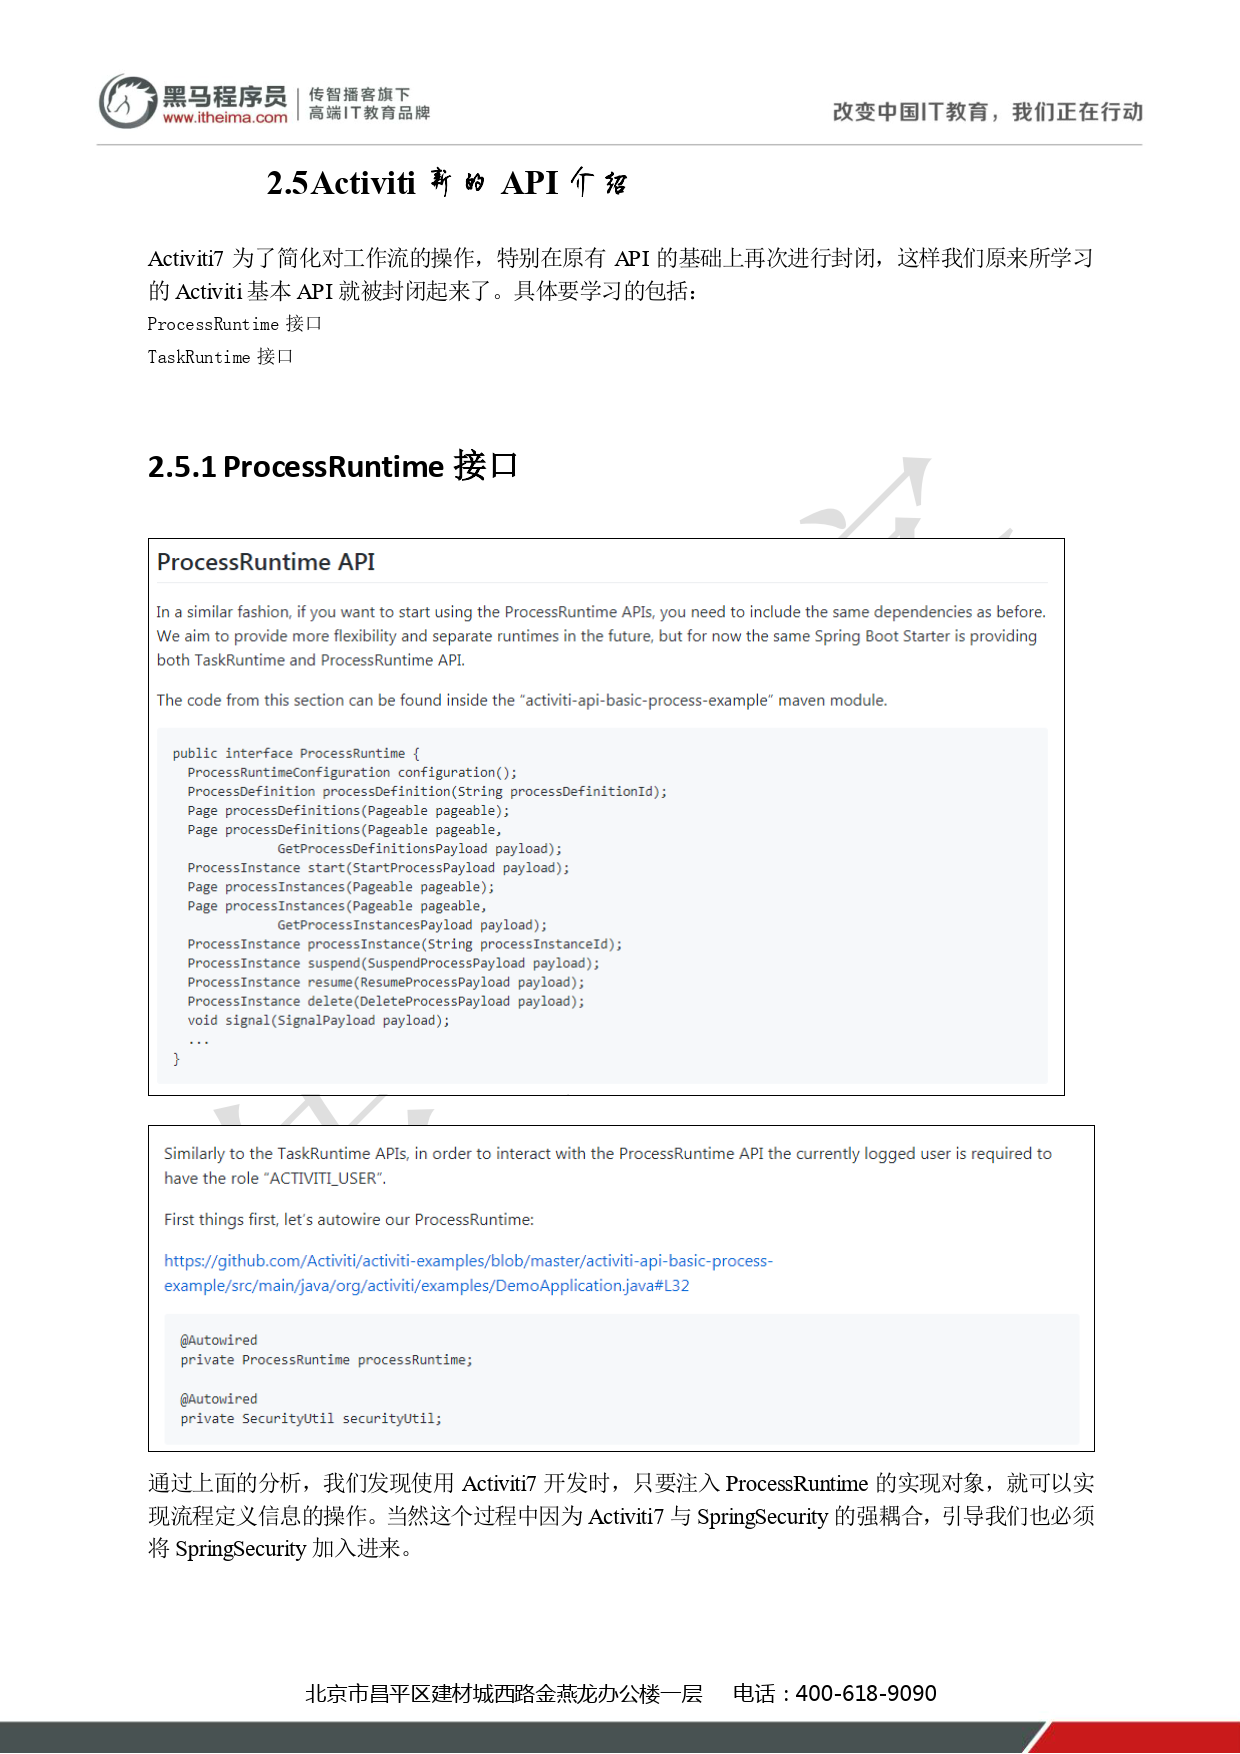 黑马程序员
www.itheima.com
传智播客旗下
高端IT教育品牌
改变中国IT教育，我们正在行动
2.5Activiti 新的 API 介绍
Activiti7 为了简化对工作流的操作，特别在原有 API 的基础上再次进行封闭，这样我们原来所学习
的 Activiti 基本 API 就被封闭起来了。具体要学习的包括：
ProcessRuntime 接口
TaskRuntime 接口
2.5.1 ProcessRuntime 接口
ProcessRuntime API
In a similar fashion, if you want to start using the ProcessRuntime APIs, you need to include the same dependencies as before.
We aim to provide more flexibility and separate runtimes in the future, but for now the same Spring Boot Starter is providing
both TaskRuntime and ProcessRuntime API.
The code from this section can be found inside the “activiti-api-basic-process-example” maven module.
public interface ProcessRuntime {
ProcessRuntimeConfiguration configuration();
ProcessDefinition processDefinition(String processDefinitionId);
Page processDefinitions(Pageable pageable);
Page processDefinitions(Pageable pageable,
GetProcessDefinitionsPayload payload);
ProcessInstance start(StartProcessPayload payload);
Page processInstances(Pageable pageable);
Page processInstances(Pageable pageable,
GetProcessInstancesPayload payload);
ProcessInstance processInstance(String processInstanceId);
ProcessInstance suspend(SuspendProcessPayload payload);
ProcessInstance resume(ResumeProcessPayload payload);
ProcessInstance delete(DeleteProcessPayload payload);
void signal(SignalPayload payload);
...
}
Similarly to the TaskRuntime APIs, in order to interact with the ProcessRuntime API the currently logged user is required to
have the role “ACTIVITI_USER”.
First things first, let’s autowire our ProcessRuntime:
https://github.com/Activiti/activiti-examples/blob/master/activiti-api-basic-process-
example/src/main/java/org/activiti/examples/DemoApplication.java#L32
@Autowired
private ProcessRuntime processRuntime;
@Autowired
private SecurityUtil securityUtil;
通过上面的分析，我们发现使用 Activiti7 开发时，只要注入 ProcessRuntime 的实现对象，就可以实
现流程定义信息的操作。当然这个过程中因为 Activiti7 与 SpringSecurity 的强耦合，引导我们也必须
将 SpringSecurity 加入进来。
北京市昌平区建材城西路金燕龙办公楼一层 电话：400-618-9090